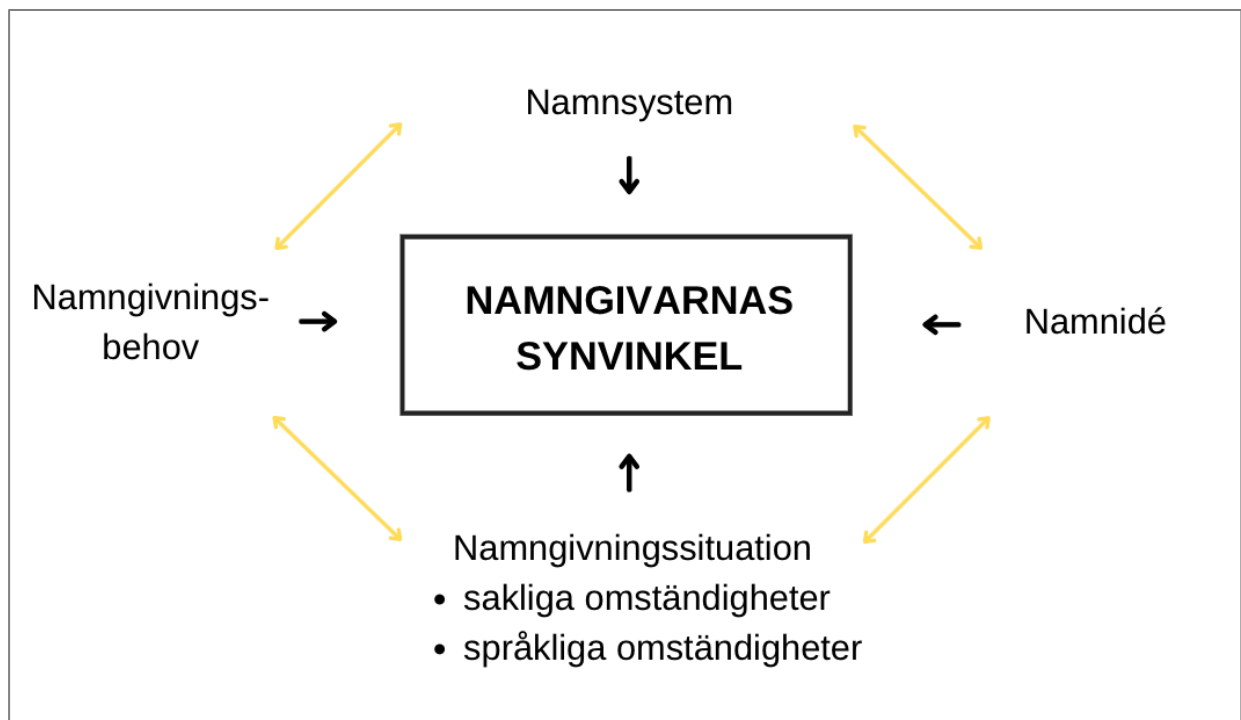 Namnsystem
Namngivnings-
behov
NAMNGIVARNAS
SYNVINKEL
Namnidé
Namngivningssituation
• sakliga omständigheter
• språkliga omständigheter